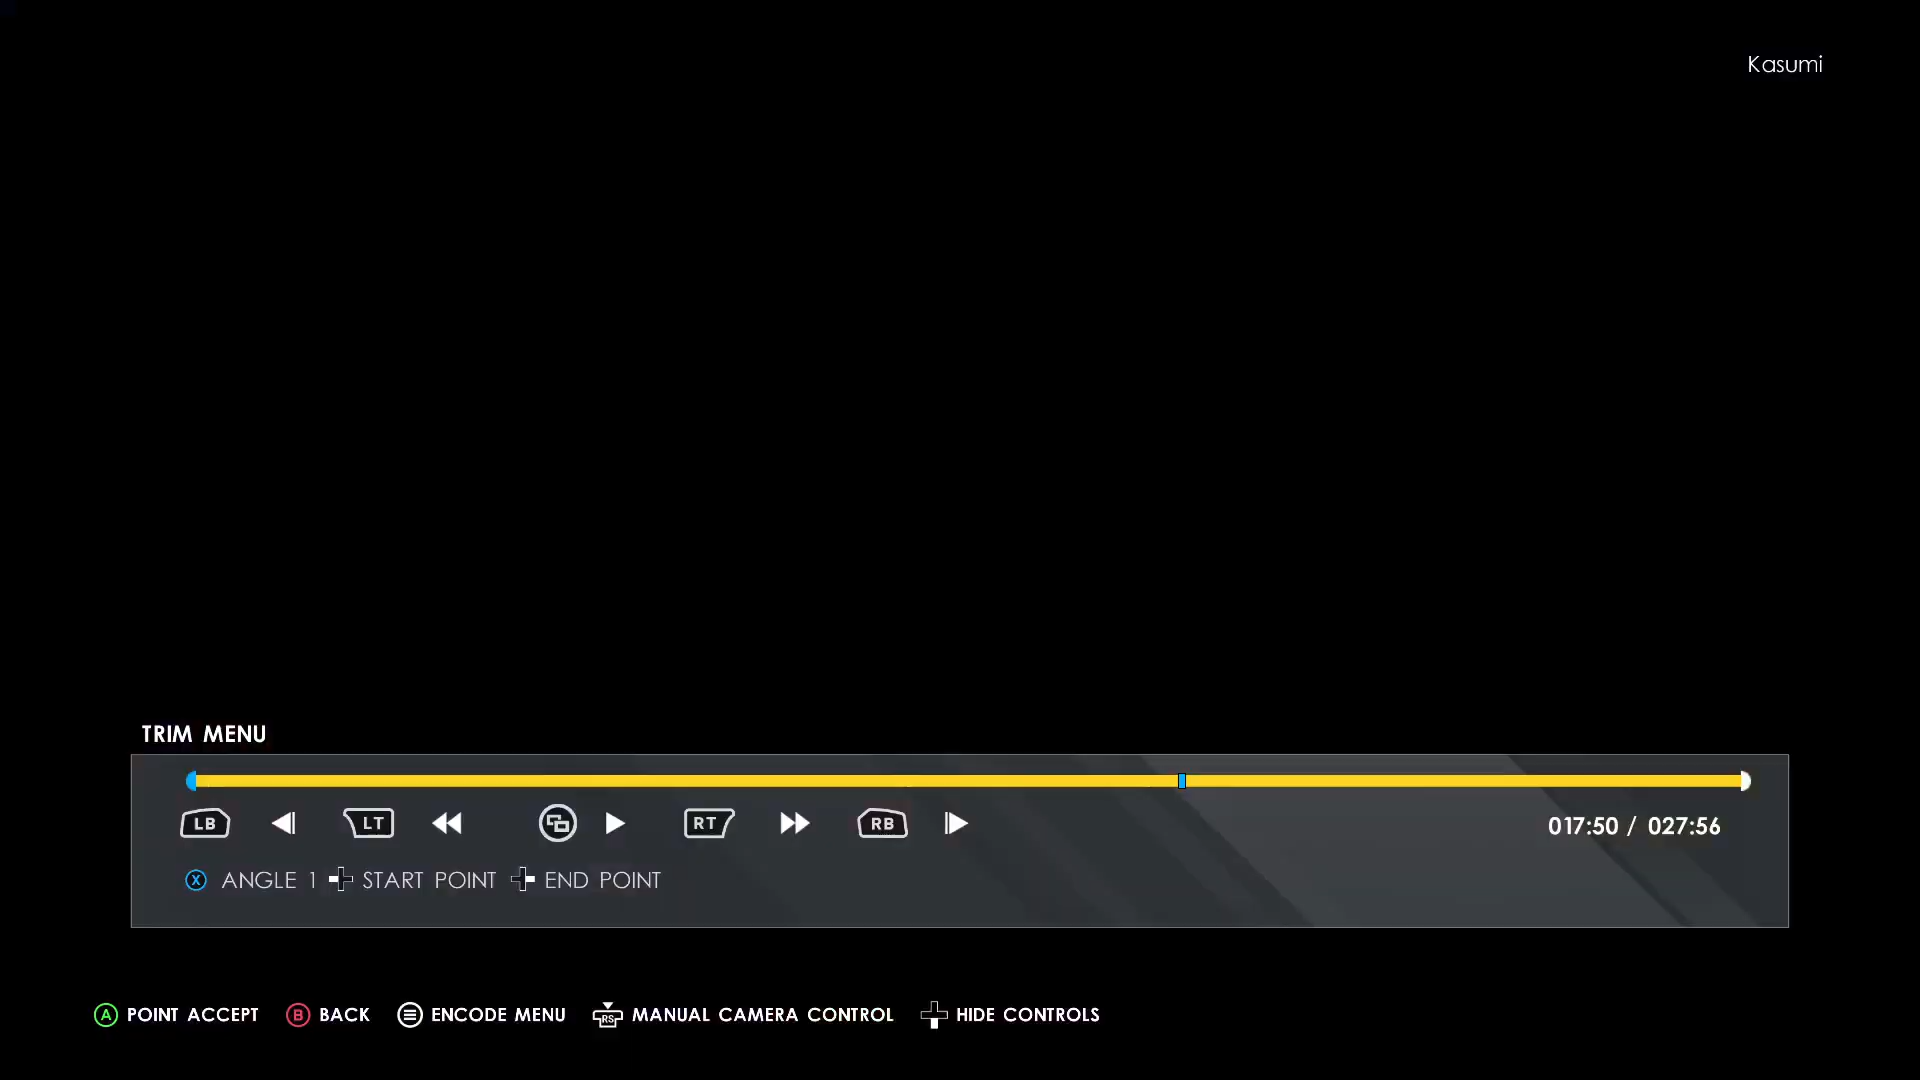 Kasumi
TRIM MENU
LB LT RT RB
017:50 / 027:56
X ANGLE 1 START POINT END POINT
A POINT ACCEPT B BACK ENCODE MENU RS MANUAL CAMERA CONTROL HIDE CONTROLS